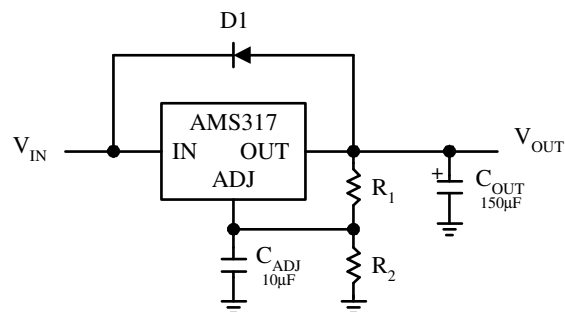 D1
AMS317
V_IN IN OUT V_OUT
ADJ
R_1
+ C_OUT
150µF
C_ADJ
10µF
R_2